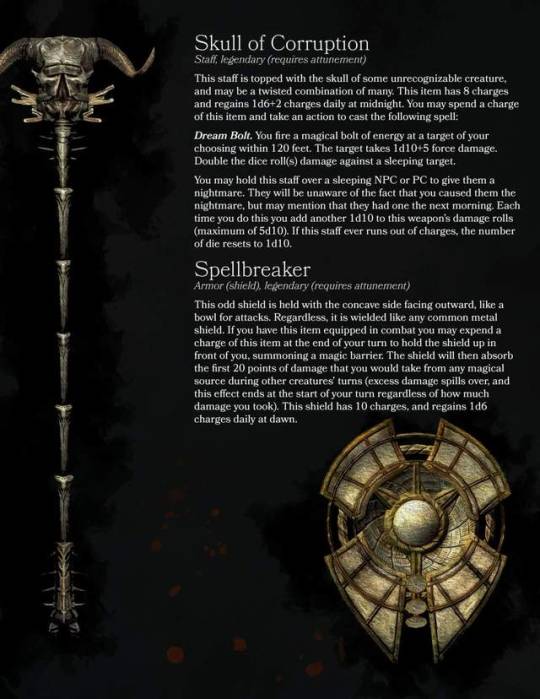 Skull of Corruption
Staff, legendary (requires attunement)
This staff is topped with the skull of some unrecognizable creature,
and may be a twisted combination of many. This item has 8 charges
and regains 1d6+2 charges daily at midnight. You may spend a charge
of this item and take an action to cast the following spell:
Dream Bolt. You fire a magical bolt of energy at a target of your
choosing within 120 feet. The target takes 1d10+5 force damage.
Double the dice roll(s) damage against a sleeping target.
You may hold this staff over a sleeping NPC or PC to give them a
nightmare. They will be unaware of the fact that you caused them the
nightmare, but may mention that they had one the next morning. Each
time you do this you add another 1d10 to this weapon's damage rolls
(maximum of 5d10). If this staff ever runs out of charges, the number
of die resets to 1d10.
Spellbreaker
Armor (shield), legendary (requires attunement)
This odd shield is held with the concave side facing outward, like a
bowl for attacks. Regardless, it is wielded like any common metal
shield. If you have this item equipped in combat you may expend a
charge of this item at the end of your turn to hold the shield up in
front of you, summoning a magic barrier. The shield will then absorb
the first 20 points of damage that you would take from any magical
source during other creatures' turns (excess damage spills over, and
this effect ends at the start of your turn regardless of how much
damage you took). This shield has 10 charges, and regains 1d6
charges daily at dawn.